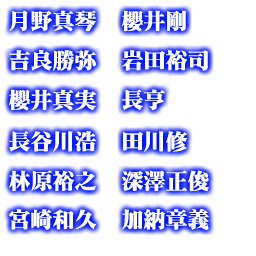 月野真琴　櫻井剛
吉良勝弥　岩田裕司
櫻井真実　長亨
長谷川浩　田川修
林原裕之　深澤正俊
宮崎和久　加納章義